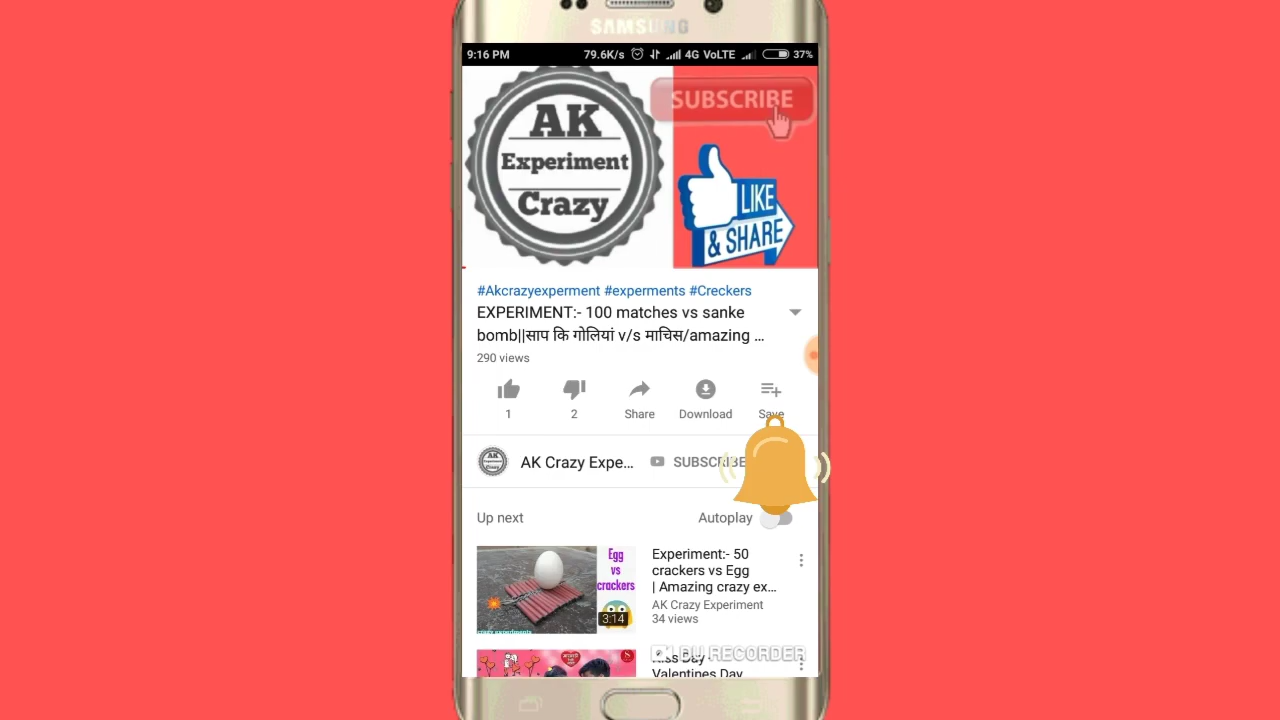 SAMSUNG
9:16 PM 79.6K/s 4G VoLTE 37%
AK
Experiment
Crazy
SUBSCRIBE
LIKE
& SHARE
#Akcrazyexperment #experments #Creckers
EXPERIMENT:- 100 matches vs sanke
bomb||साप कि गोलियां v/s माचिस/amazing ...
290 views
1 2 Share Download Save
AK Crazy Expe... SUBSCRIBE
Up next Autoplay
Egg
vs
crackers
3:14
Experiment:- 50
crackers vs Egg
| Amazing crazy ex...
AK Crazy Experiment
34 views
DU RECORDER
Kiss Day
Valentines Day